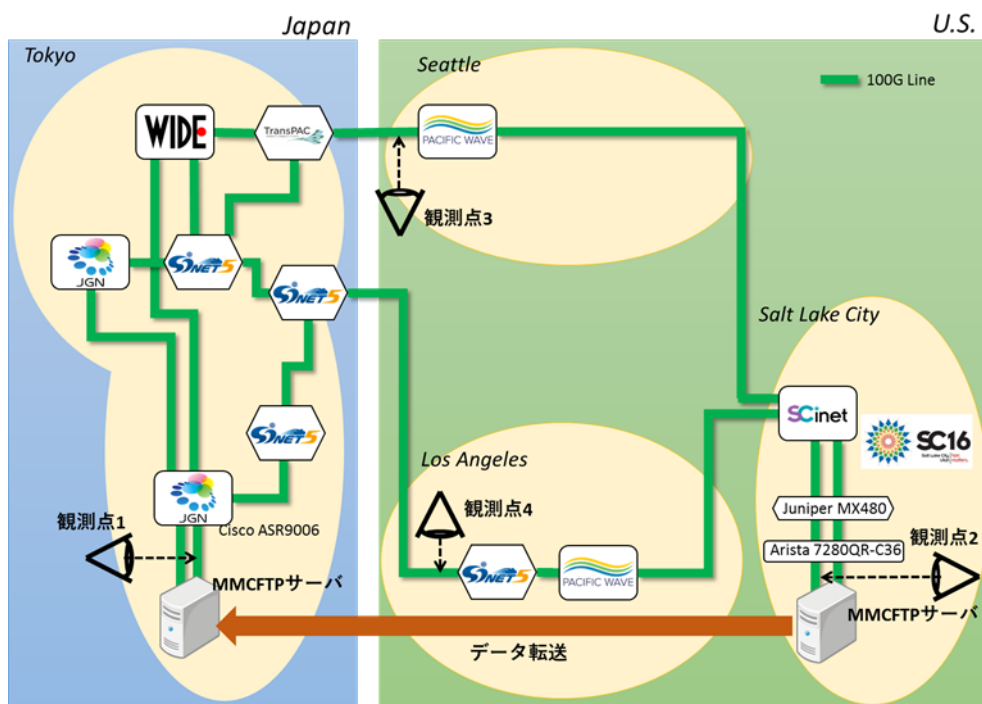 Japan
U.S.
Tokyo
Seattle
100G Line
WIDE
TransPAC
PACIFIC WAVE
観測点3
JGN
SINET5
SINET5
Salt Lake City
SCinet
SC16
SINET5
Los Angeles
観測点4
JGN
Cisco ASR9006
観測点1
Juniper MX480
観測点2
Arista 7280QR-C36
SINET5
PACIFIC WAVE
MMCFTPサーバ
MMCFTPサーバ
データ転送